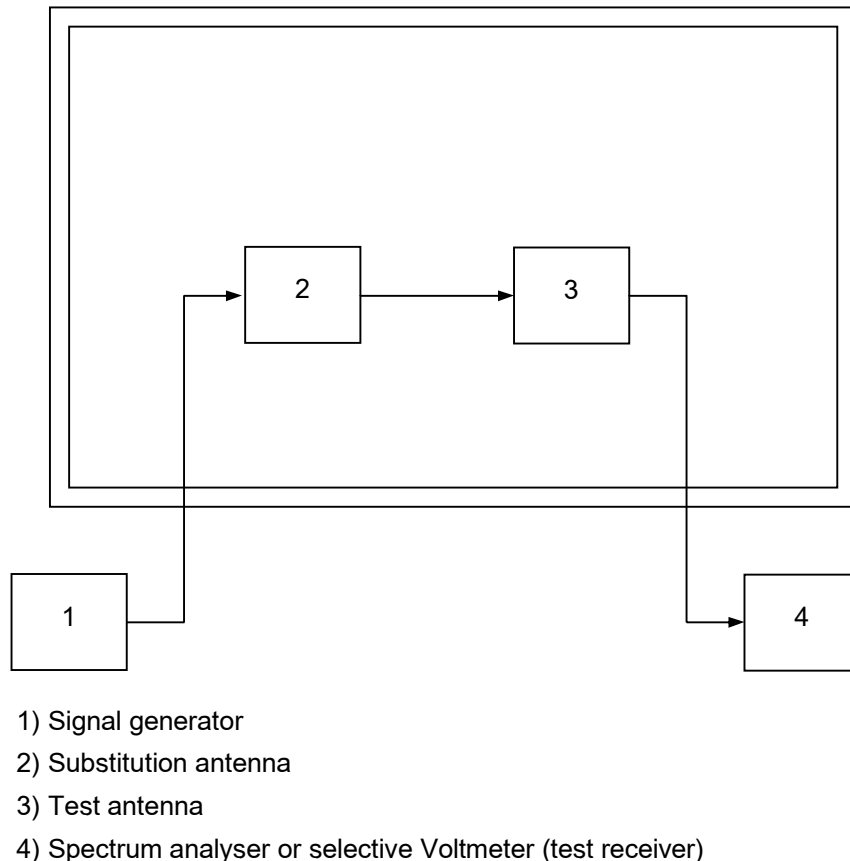 2
3
1
4
1) Signal generator
2) Substitution antenna
3) Test antenna
4) Spectrum analyser or selective Voltmeter (test receiver)